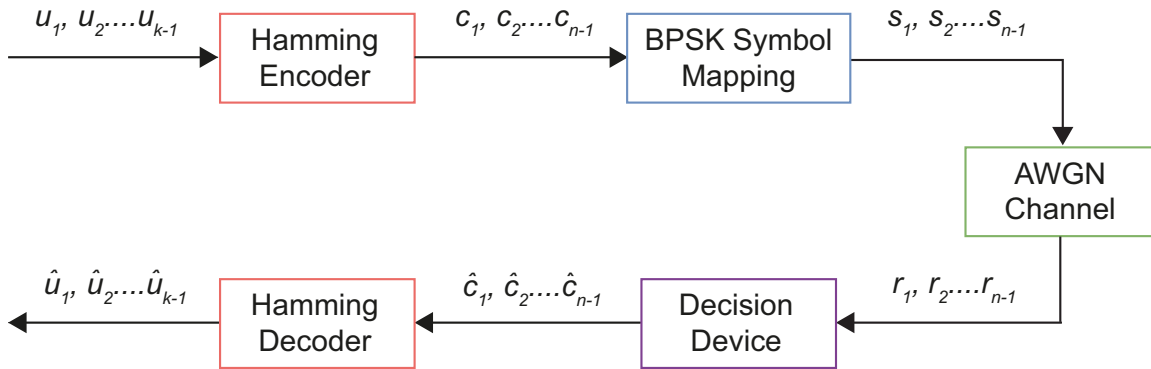 u₁, u₂....uₖ₋₁
Hamming
Encoder
c₁, c₂....cₙ₋₁
BPSK Symbol
Mapping
s₁, s₂....sₙ₋₁
AWGN
Channel
r₁, r₂....rₙ₋₁
Decision
Device
ĉ₁, ĉ₂....ĉₙ₋₁
Hamming
Decoder
û₁, û₂....ûₖ₋₁